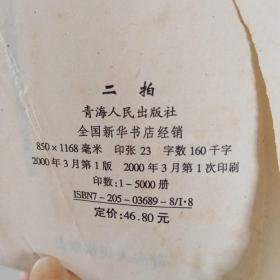 二拍
青海人民出版社
全国新华书店经销
850×1168毫米 印张23 字数160千字
2000年3月第1版 2000年3月第1次印刷
印数:1-5000册
ISBN7-205-03689-8/I·8
定价:46.80元